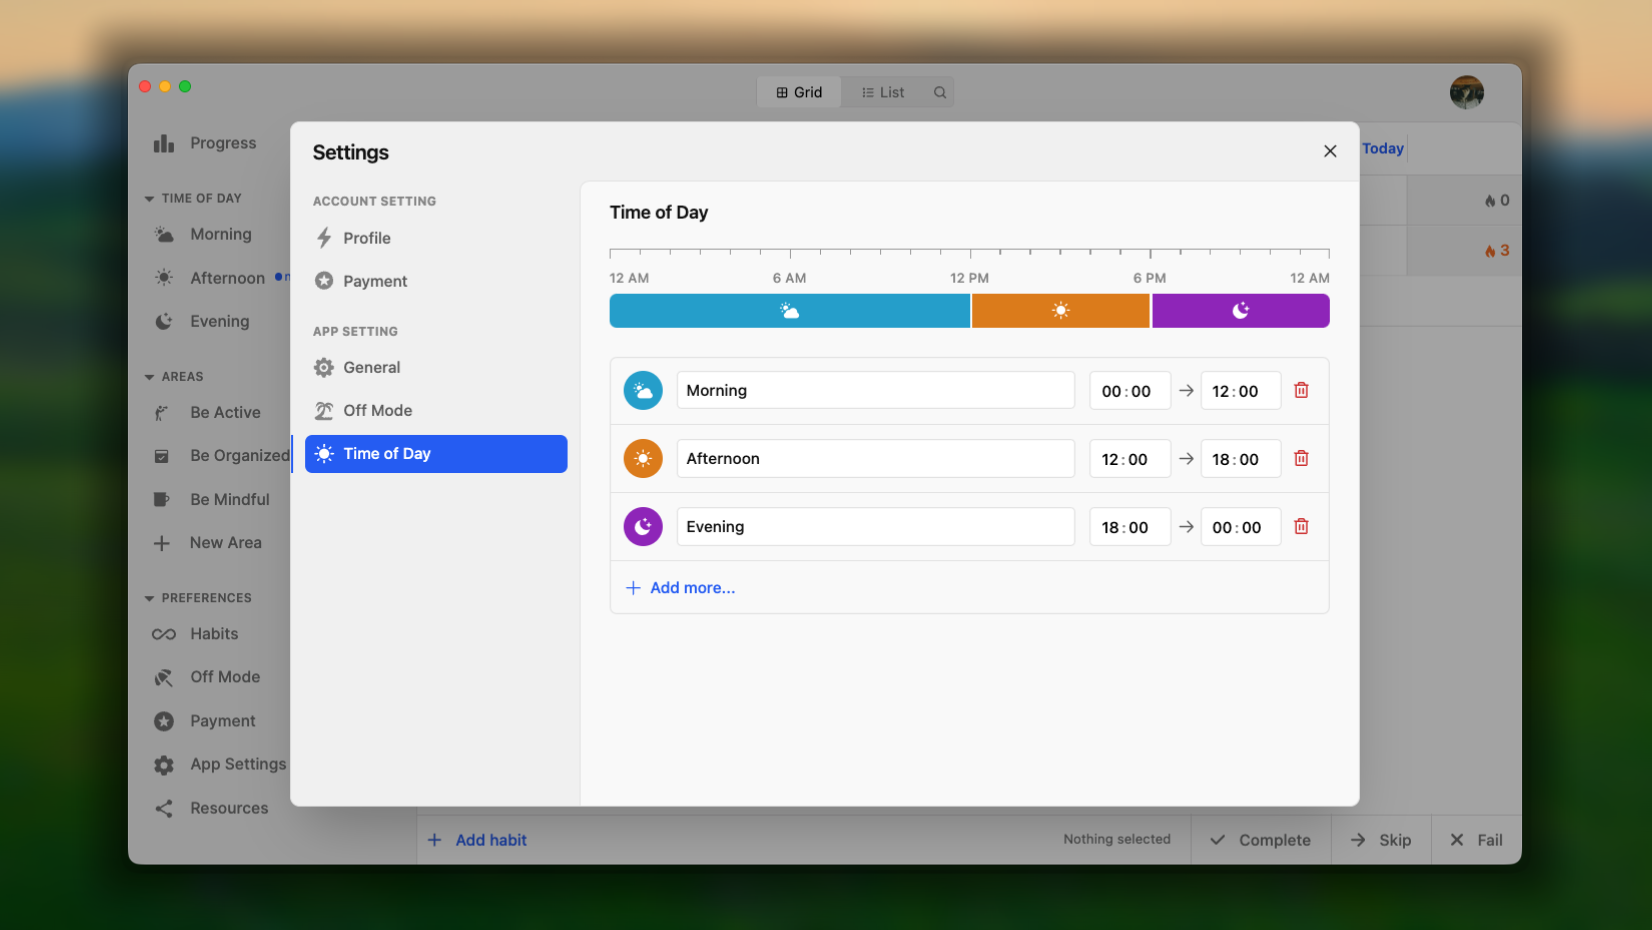 Grid
List
Progress
TIME OF DAY
Morning
Afternoon
Evening
AREAS
Be Active
Be Organized
Be Mindful
New Area
PREFERENCES
Habits
Off Mode
Payment
App Settings
Resources
Settings
ACCOUNT SETTING
Profile
Payment
APP SETTING
General
Off Mode
Time of Day
Time of Day
12 AM 6 AM 12 PM 6 PM 12 AM
Morning 00:00 → 12:00
Afternoon 12:00 → 18:00
Evening 18:00 → 00:00
+ Add more...
Today
0
3
+ Add habit
Nothing selected
Complete
Skip
Fail